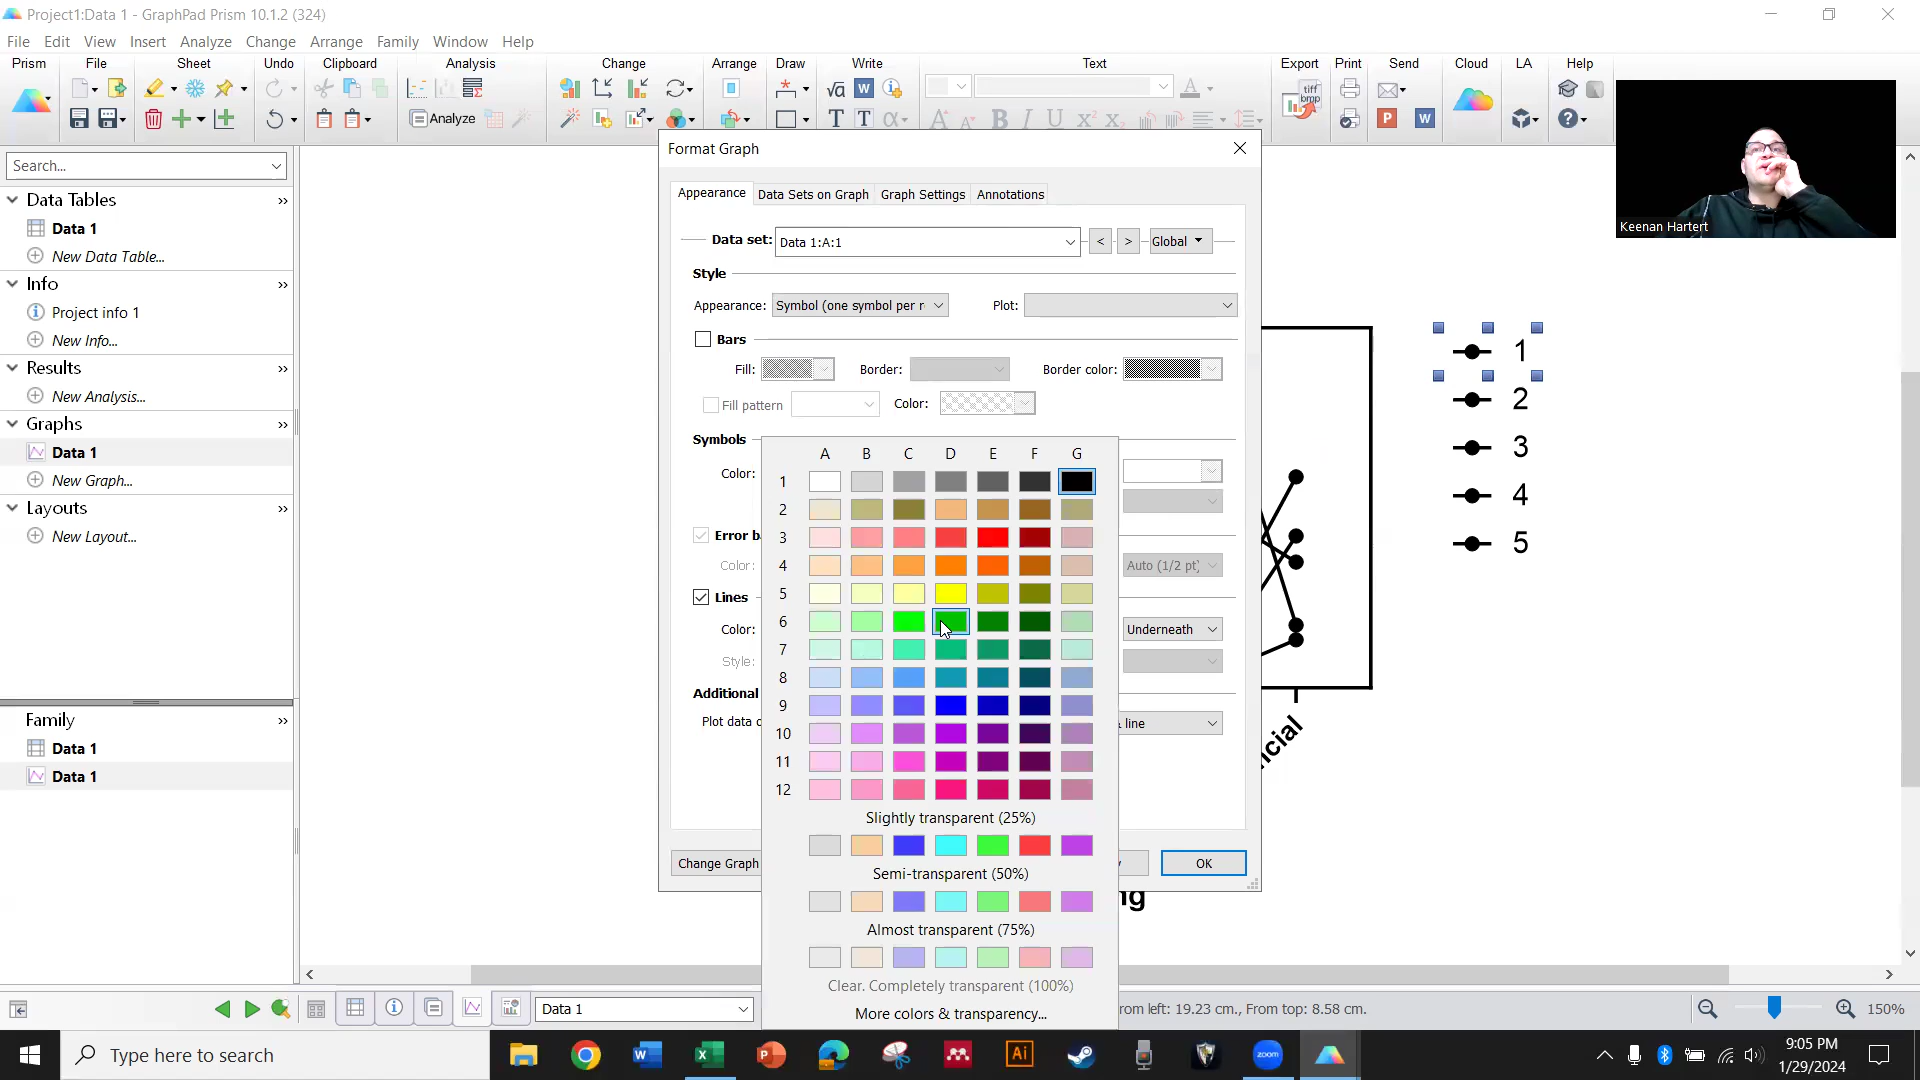 Project1:Data 1 - GraphPad Prism 10.1.2 (324)
File Edit View Insert Analyze Change Arrange Family Window Help
Prism File Sheet Undo Clipboard Analysis Change Arrange Draw Write Text Export Print Send Cloud LA Help
Analyze
tiff
bmp
Search...
Data Tables
Data 1
New Data Table...
Info
Project info 1
New Info...
Results
New Analysis...
Graphs
Data 1
New Graph...
Layouts
New Layout...
Family
Data 1
Data 1
Format Graph
Appearance Data Sets on Graph Graph Settings Annotations
Data set: Data 1:A:1 < > Global
Style
Appearance: Symbol (one symbol per r Plot:
Bars
Fill: Border: Border color:
Fill pattern Color:
Symbols
Color:
Error b
Color: Auto (1/2 pt)
Lines
Color: Underneath
Style:
Additional
Plot data o & line
Change Graph OK
A B C D E F G
1
2
3
4
5
6
7
8
9
10
11
12
Slightly transparent (25%)
Semi-transparent (50%)
Almost transparent (75%)
Clear. Completely transparent (100%)
More colors & transparency...
1
2
3
4
5
ncial
ng
Keenan Hartert
Data 1
rom left: 19.23 cm., From top: 8.58 cm.
150%
Type here to search
Ai
zoom
9:05 PM
1/29/2024